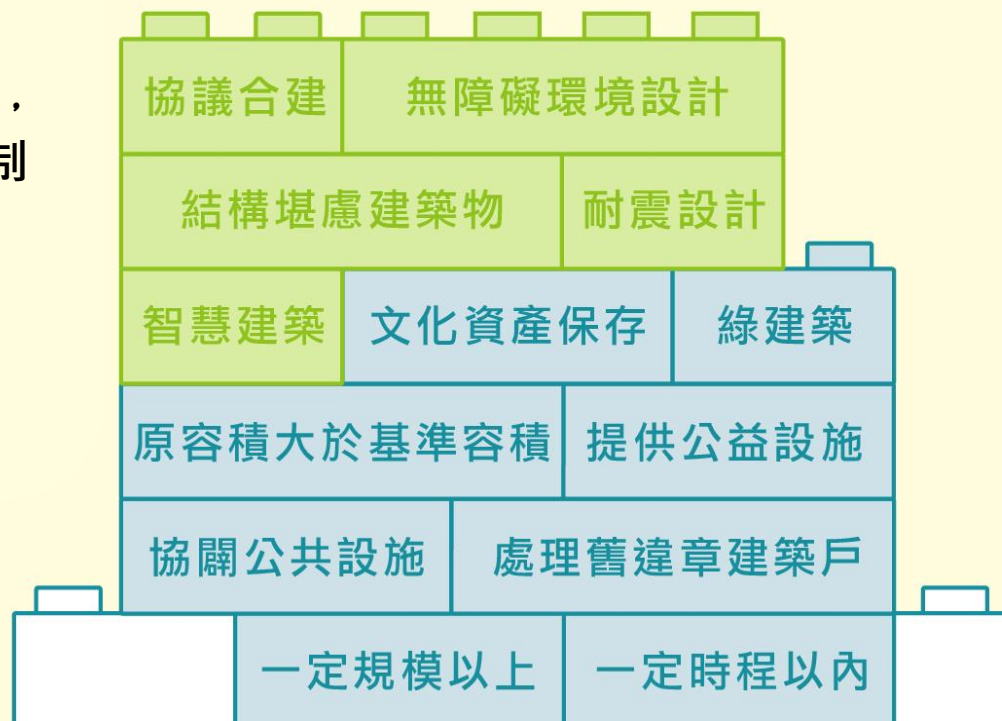 ，
制
協議合建 無障礙環境設計
結構堪慮建築物 耐震設計
智慧建築 文化資產保存 綠建築
原容積大於基準容積 提供公益設施
協闢公共設施 處理舊違章建築戶
一定規模以上 一定時程以內